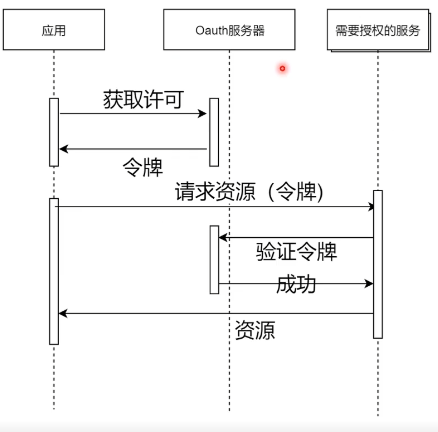 应用
Oauth服务器
需要授权的服务
获取许可
令牌
请求资源（令牌)
验证令牌
成功
资源